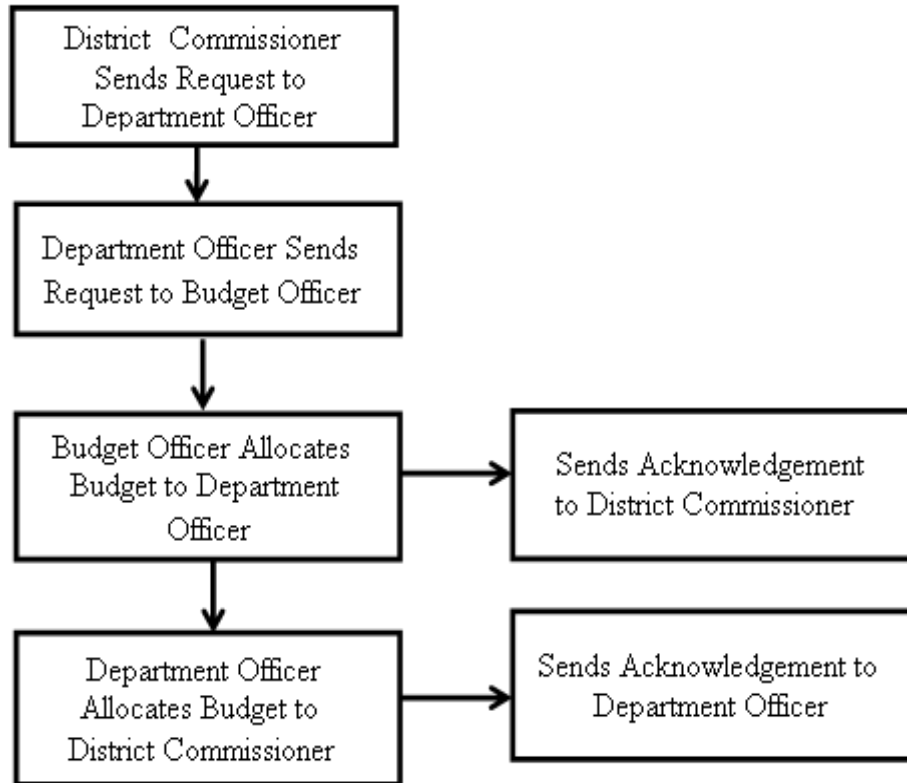 District Commissioner
Sends Request to
Department Officer
Department Officer Sends
Request to Budget Officer
Budget Officer Allocates
Budget to Department
Officer
Sends Acknowledgement
to District Commissioner
Department Officer
Allocates Budget to
District Commissioner
Sends Acknowledgement to
Department Officer